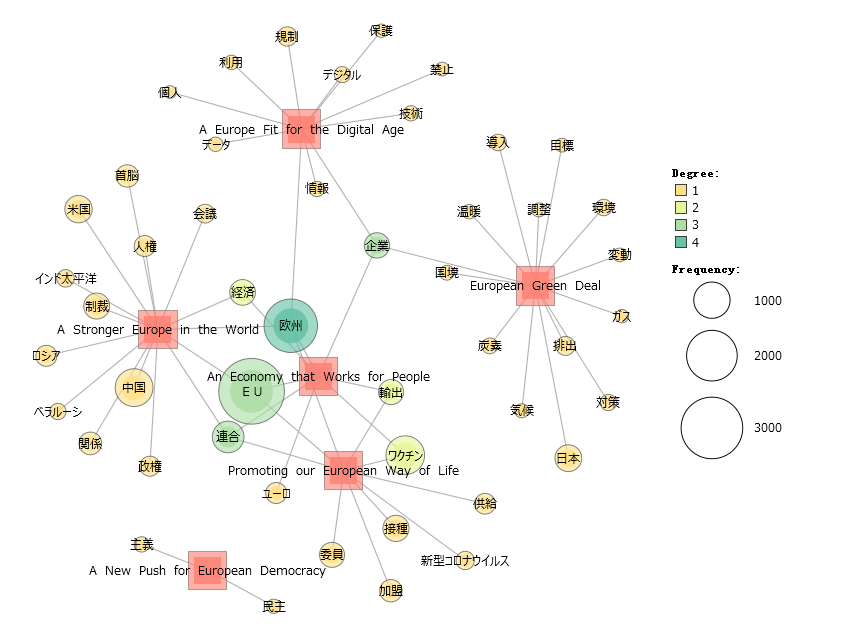 保護
規制
利用
デジタル
禁止
個人
技術
A Europe Fit for the Digital Age
データ
導入
目標
首脳
Degree:
情報
1
米国
2
温暖
調整
環境
会議
3
4
人権
企業
変動
Frequency:
インド太平洋
国境
European Green Deal
経済
制裁
1000
ガス
欧州
A Stronger Europe in the World
炭素
排出
ロシア
2000
An Economy that Works for People
中国
EU
輸出
対策
ベラルーシ
気候
3000
連合
関係
ワクチン
日本
政権
Promoting our European Way of Life
ユーロ
供給
接種
主義
委員
新型コロナウイルス
A New Push for European Democracy
加盟
民主